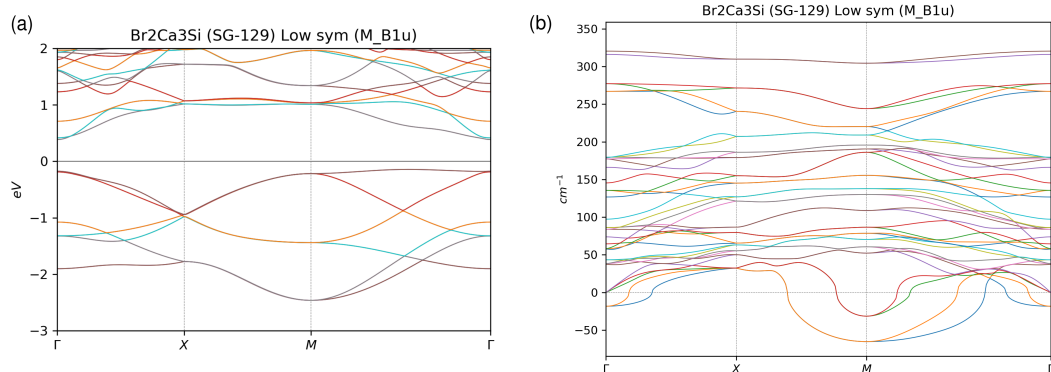 (a)
Br2Ca3Si (SG-129) Low sym (M_B1u)
2
1
0
−1
−2
−3
eV
Γ
X
M
Γ
(b)
Br2Ca3Si (SG-129) Low sym (M_B1u)
350
300
250
200
150
100
50
0
−50
cm⁻¹
Γ
X
M
Γ